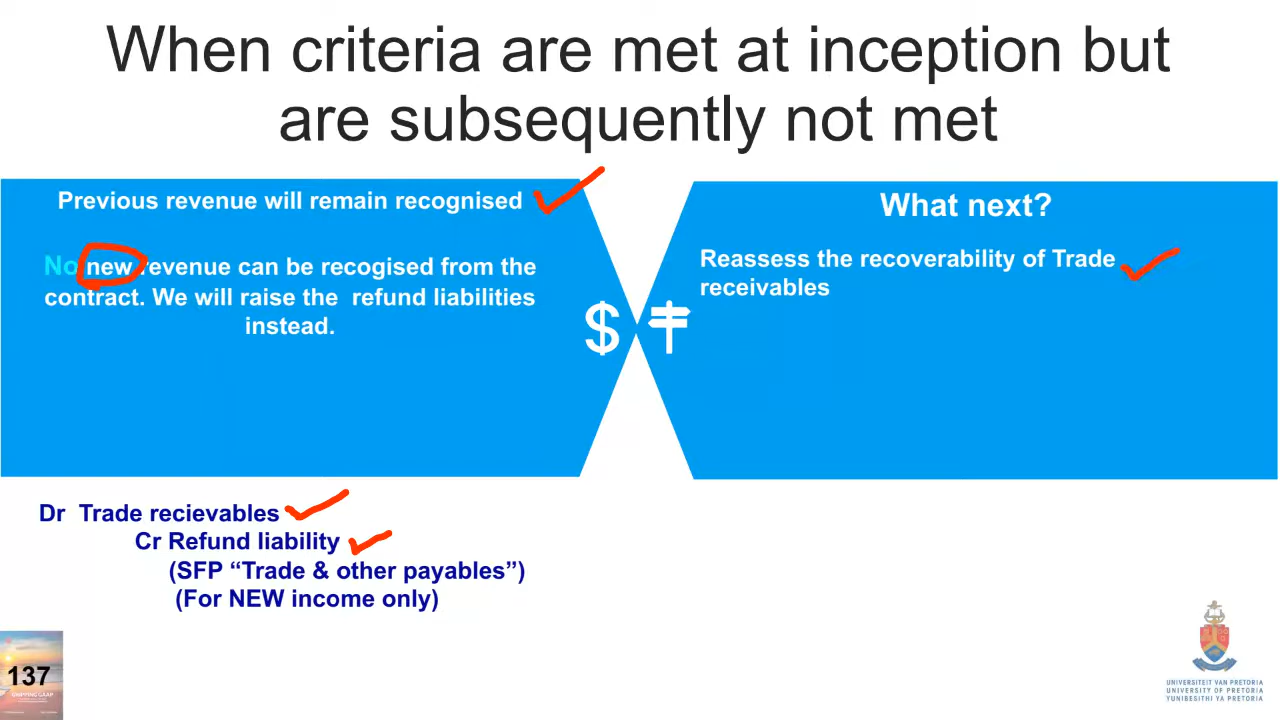 When criteria are met at inception but
are subsequently not met
Previous revenue will remain recognised
No new revenue can be recogised from the
contract. We will raise the refund liabilities
instead.
$
What next?
Reassess the recoverability of Trade
receivables
Dr Trade recievables
Cr Refund liability
(SFP “Trade & other payables”)
(For NEW income only)
137
GRIPPING GAAP
UNIVERSITEIT VAN PRETORIA
UNIVERSITY OF PRETORIA
YUNIBESITHI YA PRETORIA